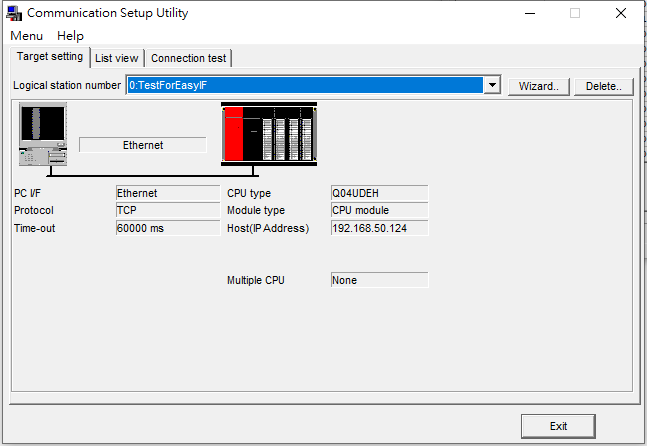 Communication Setup Utility
Menu Help
Target setting List view Connection test
Logical station number 0:TestForEasyIF Wizard.. Delete..
Ethernet
PC I/F Ethernet CPU type Q04UDEH
Protocol TCP Module type CPU module
Time-out 60000 ms Host(IP Address) 192.168.50.124
Multiple CPU None
Exit